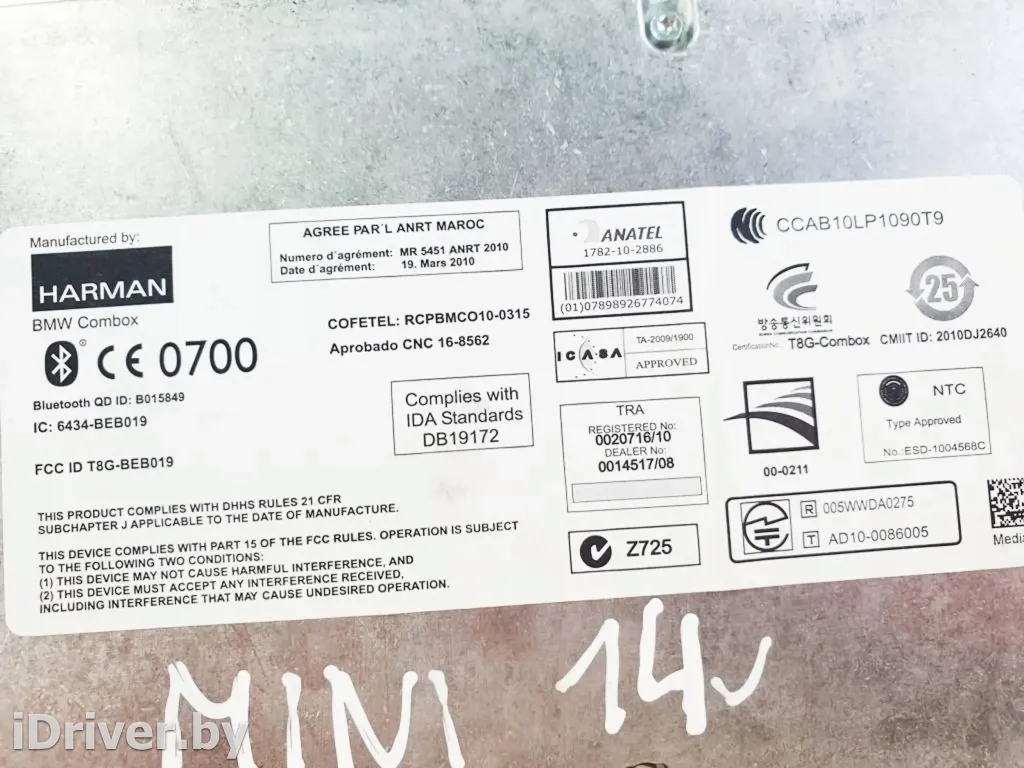 Manufactured by:
HARMAN
BMW Combox
CE 0700
Bluetooth QD ID: B015849
IC: 6434-BEB019
FCC ID T8G-BEB019
AGREE PAR´L ANRT MAROC
Numero d´agrément: MR 5451 ANRT 2010
Date d´agrément: 19. Mars 2010
COFETEL: RCPBMCO10-0315
Aprobado CNC 16-8562
Complies with
IDA Standards
DB19172
THIS PRODUCT COMPLIES WITH DHHS RULES 21 CFR
SUBCHAPTER J APPLICABLE TO THE DATE OF MANUFACTURE.
THIS DEVICE COMPLIES WITH PART 15 OF THE FCC RULES. OPERATION IS SUBJECT
TO THE FOLLOWING TWO CONDITIONS:
(1) THIS DEVICE MAY NOT CAUSE HARMFUL INTERFERENCE, AND
(2) THIS DEVICE MUST ACCEPT ANY INTERFERENCE RECEIVED,
INCLUDING INTERFERENCE THAT MAY CAUSE UNDESIRED OPERATION.
ANATEL
1782-10-2886
(01)07898926774074
ICASA
TA-2009/1900
APPROVED
TRA
REGISTERED No:
0020716/10
DEALER No:
0014517/08
Z725
CCAB10LP1090T9
방송통신위원회
CertificationNo.: T8G-Combox
25
CMIIT ID: 2010DJ2640
00-0211
NTC
Type Approved
No.:ESD-1004568C
R 005WWDA0275
T AD10-0086005
Media
MINI 14
iDriver.by